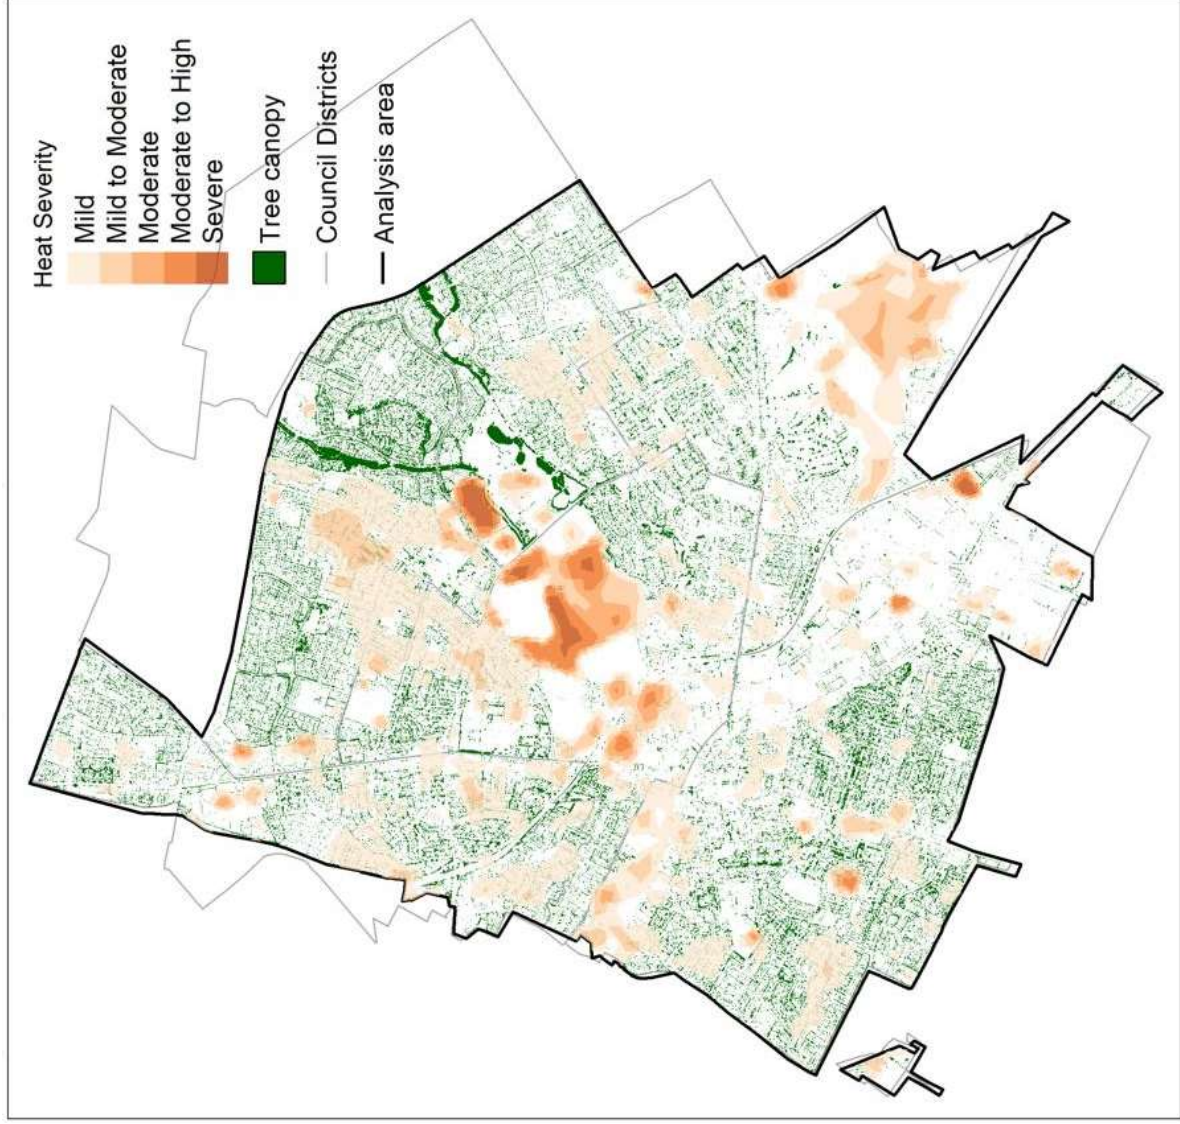 Heat Severity
Mild
Mild to Moderate
Moderate
Moderate to High
Severe
Tree canopy
Council Districts
Analysis area